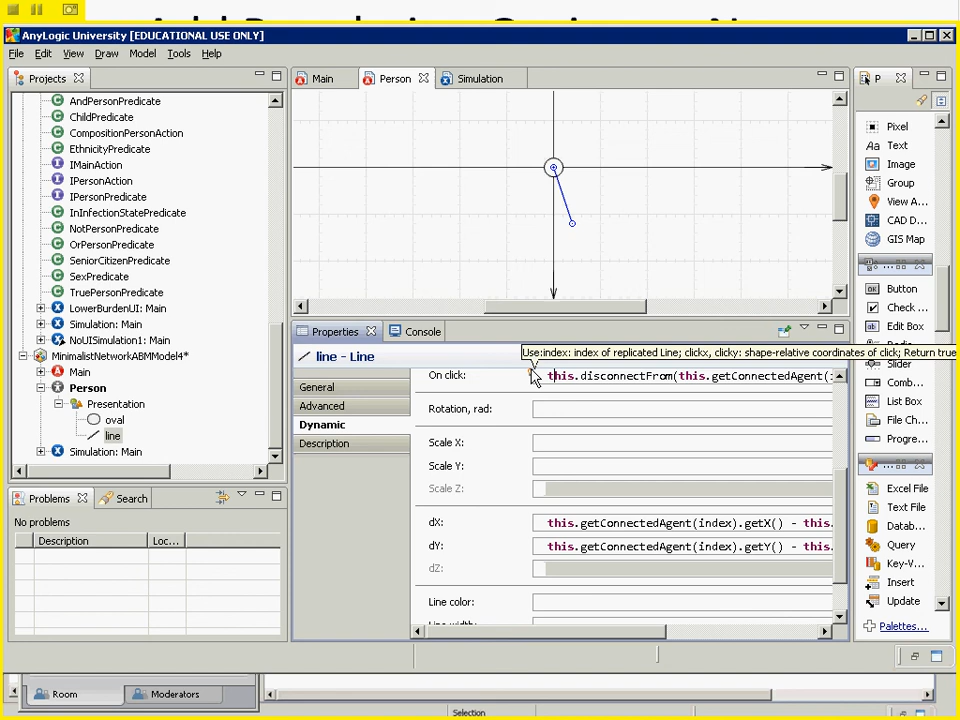 AnyLogic University [EDUCATIONAL USE ONLY]
File Edit View Draw Model Tools Help
Projects
AndPersonPredicate
ChildPredicate
CompositionPersonAction
EthnicityPredicate
IMainAction
IPersonAction
IPersonPredicate
InInfectionStatePredicate
NotPersonPredicate
OrPersonPredicate
SeniorCitizenPredicate
SexPredicate
TruePersonPredicate
LowerBurdenUI: Main
Simulation: Main
NoUISimulation1: Main
MinimalistNetworkABMModel4*
Main
Person
Presentation
oval
line
Simulation: Main
Problems Search
No problems
Description Loc...
Main Person Simulation
Properties Console
line - Line
Use:index: index of replicated Line; clickx, clicky: shape-relative coordinates of click; Return true
General
Advanced
Dynamic
Description
On click: this.disconnectFrom(this.getConnectedAgent(i
Rotation, rad:
Scale X:
Scale Y:
Scale Z:
dX: this.getConnectedAgent(index).getX() - this.
dY: this.getConnectedAgent(index).getY() - this.
dZ:
Line color:
P
Pixel
Text
Image
Group
View A...
CAD D...
GIS Map
Button
Check ...
Edit Box
Slider
Comb...
List Box
File Ch...
Progre...
Excel File
Text File
Datab...
Query
Key-V...
Insert
Update
Palettes...
Room Moderators
Selection